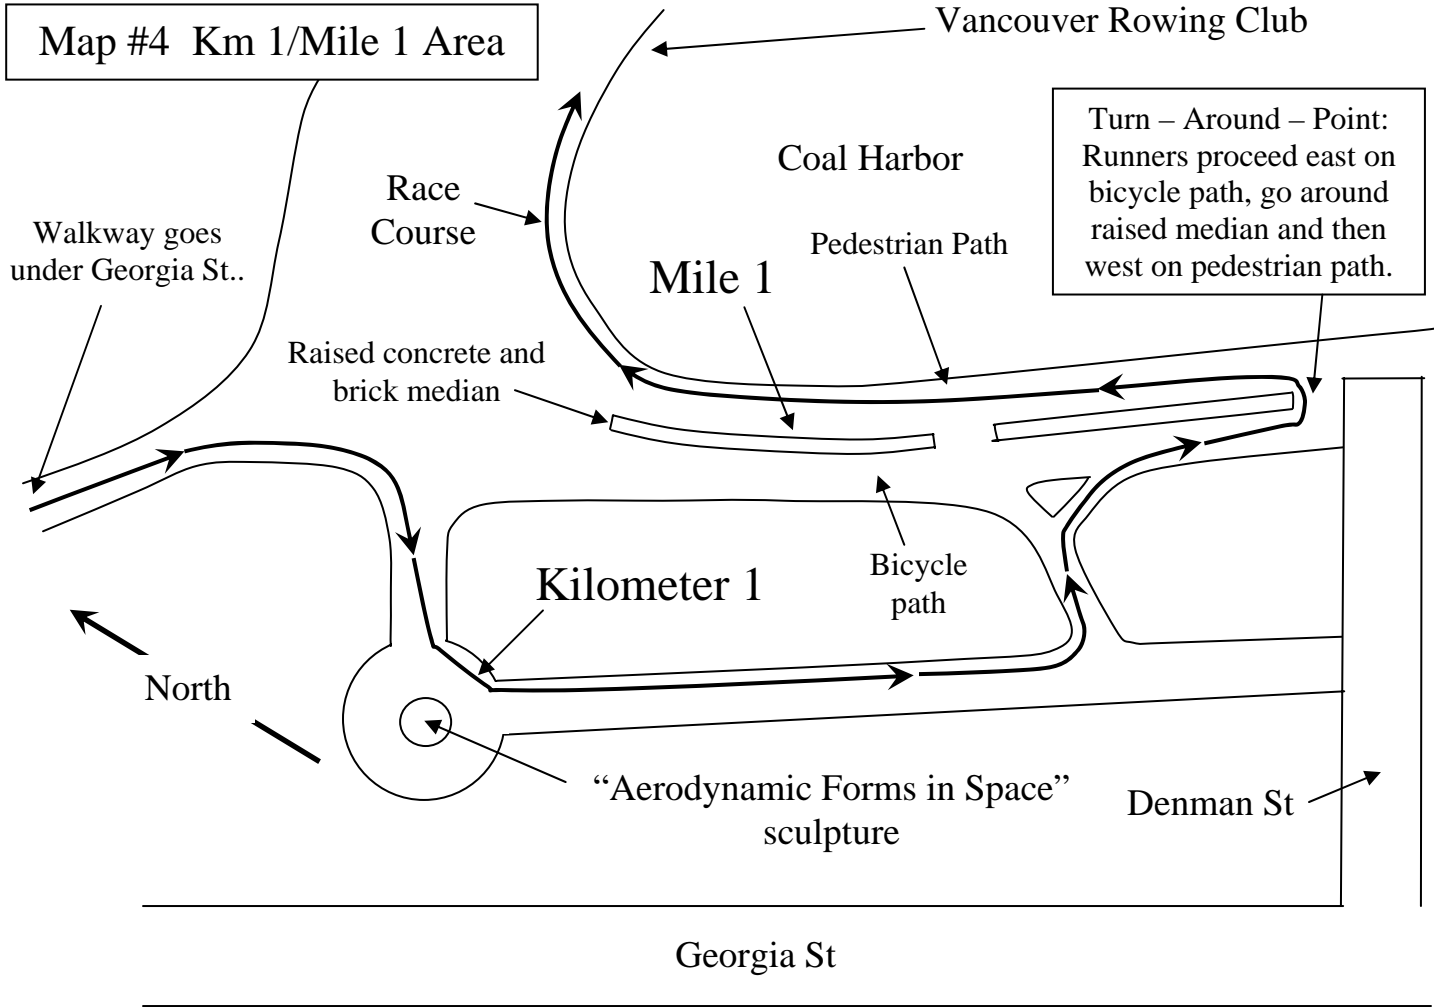 Map #4 Km 1/Mile 1 Area
Vancouver Rowing Club
Turn – Around – Point:
Runners proceed east on
bicycle path, go around
raised median and then
west on pedestrian path.
Coal Harbor
Race
Course
Walkway goes
under Georgia St..
Pedestrian Path
Mile 1
Raised concrete and
brick median
Kilometer 1
Bicycle
path
North
“Aerodynamic Forms in Space”
sculpture
Denman St
Georgia St